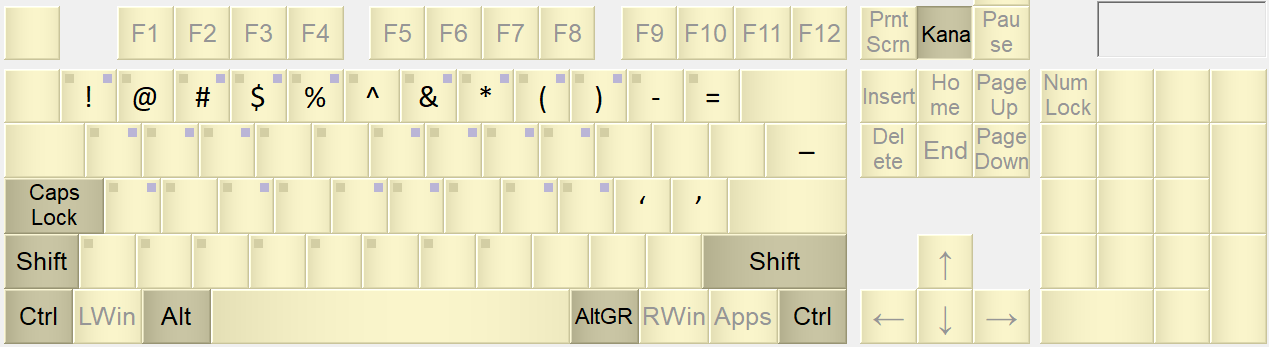 F1 F2 F3 F4 F5 F6 F7 F8 F9 F10 F11 F12 Prnt Scrn Kana Pau se
! @ # $ % ^ & * ( ) - = Insert Ho me Page Up Num Lock
– Del ete End Page Down
Caps Lock ‘ ’
Shift Shift ↑
Ctrl LWin Alt AltGR RWin Apps Ctrl ← ↓ →